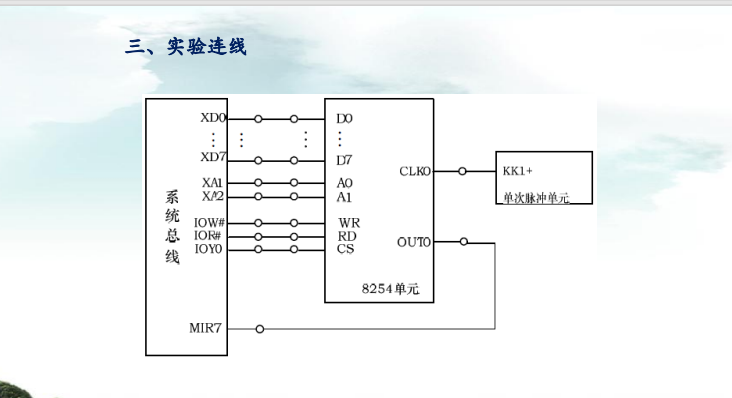 三、实验连线
XD0 D0
XD7 D7
CLK0 KK1+
XA1 A0
XA2 A1
单次脉冲单元
系统总线
IOW# WR
IOR# RD
IOY0 CS
OUT0
8254单元
MIR7